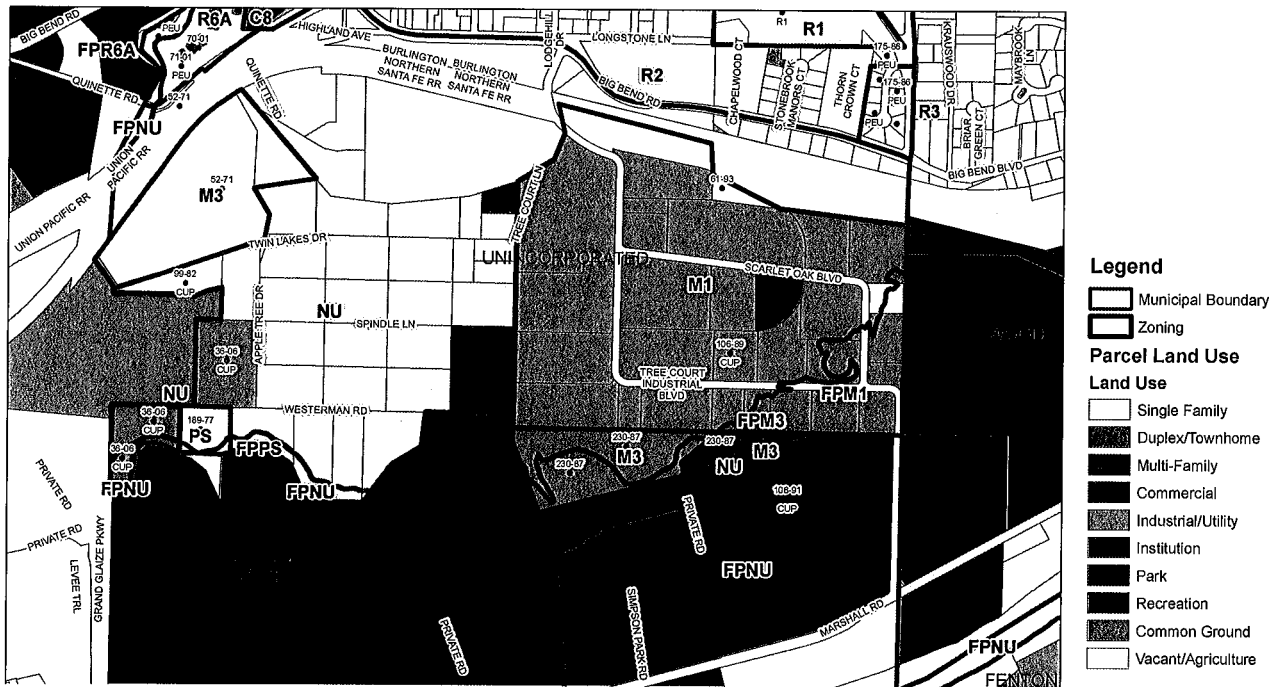 BIG BEND RD
R6A
C8
R1
R1
PEU
70-01
FPR6A
71-01
PEU
HIGHLAND AVE
LODGEHILL DR
LONGSTONE LN
R2
BURLINGTON NORTHERN SANTA FE RR
BURLINGTON NORTHERN SANTA FE RR
QUINETTE RD
QUINETTE RD
52-71
FPNU
UNION PACIFIC RR
UNION PACIFIC RR
BIG BEND RD
CHAPELWOOD CT
STONEBROOK MANORS CT
THORN CROWN CT
175-86
PEU
175-86
PEU
PEU
R3
KRAUSWOOD DR
MAYBROOK LN
BRIAR GREEN CT
BIG BEND BLVD
52-71
M3
61-93
TREE COURT LN
TWIN LAKES DR
UNINCORPORATED
99-82
CUP
SCARLET OAK BLVD
M1
NU
APPLE TREE DR
SPINDLE LN
36-06
CUP
106-89
CUP
TREE COURT
INDUSTRIAL
BLVD
FPM1
NU
WESTERMAN RD
36-06
CUP
169-77
PS
FPPS
FPM3
230-87
M3
230-87
M3
NU
230-87
36-06
CUP
FPNU
FPNU
108-91
CUP
PRIVATE RD
PRIVATE RD
PRIVATE RD
FPNU
LEVEE TRL
GRAND GLAIZE PKWY
PRIVATE RD
SIMPSON PARK RD
MARSHALL RD
FPNU
FENTON
Legend
Municipal Boundary
Zoning
Parcel Land Use
Land Use
Single Family
Duplex/Townhome
Multi-Family
Commercial
Industrial/Utility
Institution
Park
Recreation
Common Ground
Vacant/Agriculture